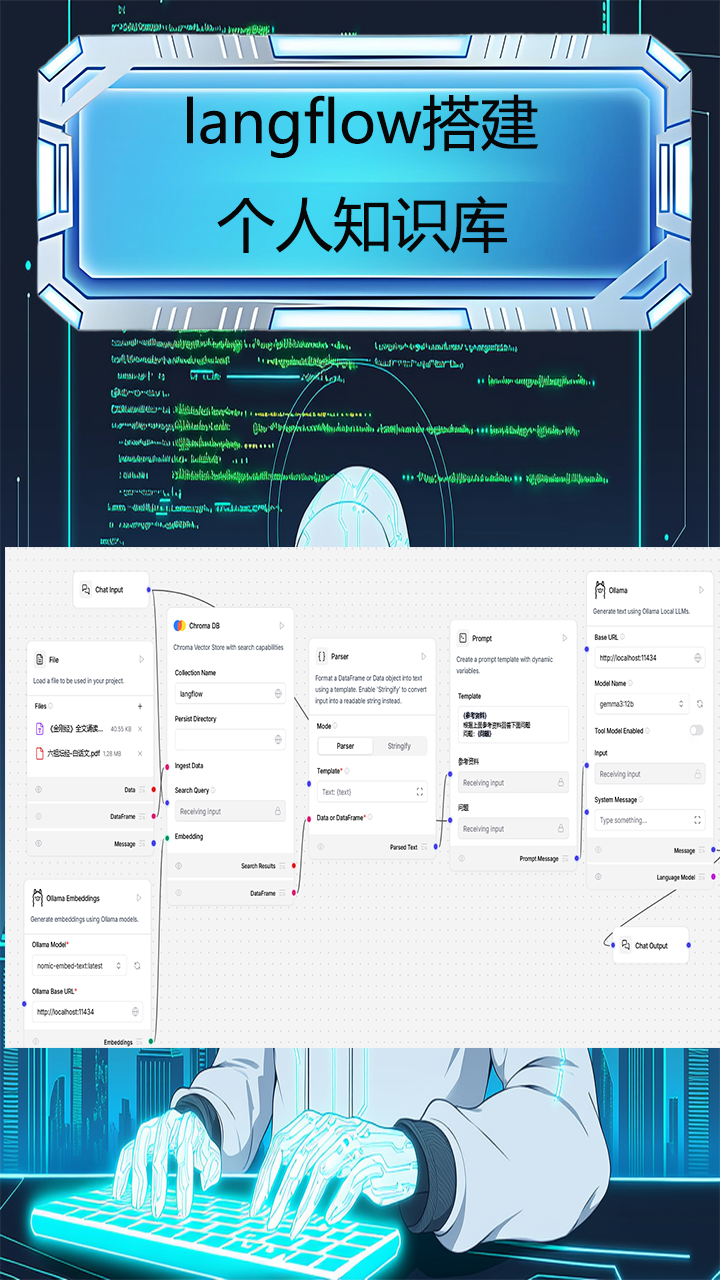 langflow搭建
个人知识库
Chat Input
File
Load a file to be used in your project.
Files
《金刚经》全文诵读... 40.55 KB
六祖坛经-白话文.pdf 1.28 MB
Data
DataFrame
Message
Ollama Embeddings
Generate embeddings using Ollama models.
Ollama Model*
nomic-embed-text:latest
Ollama Base URL*
http://localhost:11434
Embeddings
Chroma DB
Chroma Vector Store with search capabilities
Collection Name
langflow
Persist Directory
Ingest Data
Search Query
Receiving input
Embedding
Search Results
DataFrame
Parser
Format a DataFrame or Data object into text
using a template. Enable 'Stringify' to convert
input into a readable string instead.
Mode
Parser Stringify
Template*
Text: {text}
Data or DataFrame*
Parsed Text
Prompt
Create a prompt template with dynamic
variables.
Template
{参考资料}
根据上面参考资料回答下面问题
问题：{问题}
参考资料
Receiving input
问题
Receiving input
Prompt Message
Ollama
Generate text using Ollama Local LLMs.
Base URL
http://localhost:11434
Model Name
gemma3:12b
Tool Model Enabled
Input
Receiving input
System Message
Type something...
Message
Language Model
Chat Output